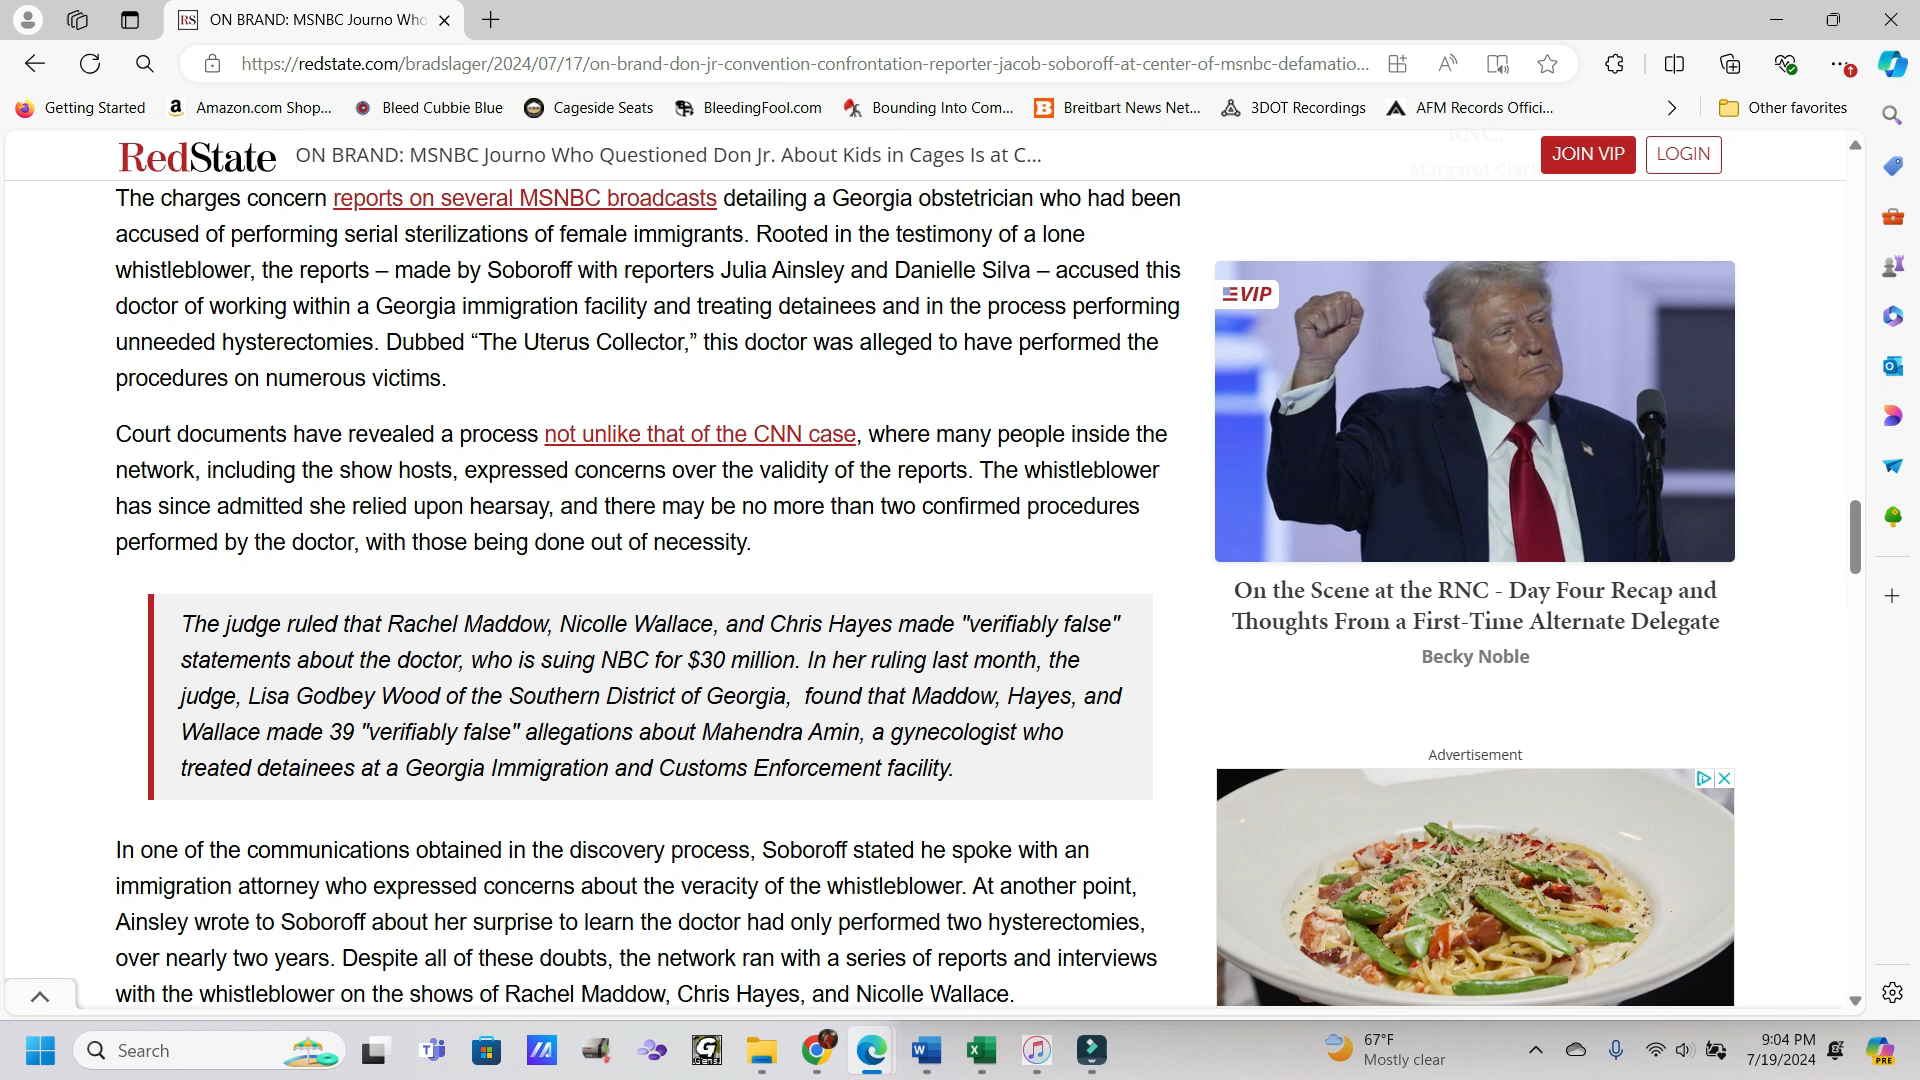 RS ON BRAND: MSNBC Journo Who
https://redstate.com/bradslager/2024/07/17/on-brand-don-jr-convention-confrontation-reporter-jacob-soboroff-at-center-of-msnbc-defamatio...
Getting Started Amazon.com Shop... Bleed Cubbie Blue Cageside Seats BleedingFool.com Bounding Into Com... Breitbart News Net... 3DOT Recordings AFM Records Offici... Other favorites
RNC:
RedState ON BRAND: MSNBC Journo Who Questioned Don Jr. About Kids in Cages Is at C... JOIN VIP LOGIN
The charges concern reports on several MSNBC broadcasts detailing a Georgia obstetrician who had been
accused of performing serial sterilizations of female immigrants. Rooted in the testimony of a lone
whistleblower, the reports – made by Soboroff with reporters Julia Ainsley and Danielle Silva – accused this
doctor of working within a Georgia immigration facility and treating detainees and in the process performing
unneeded hysterectomies. Dubbed “The Uterus Collector,” this doctor was alleged to have performed the
procedures on numerous victims.
Court documents have revealed a process not unlike that of the CNN case, where many people inside the
network, including the show hosts, expressed concerns over the validity of the reports. The whistleblower
has since admitted she relied upon hearsay, and there may be no more than two confirmed procedures
performed by the doctor, with those being done out of necessity.
The judge ruled that Rachel Maddow, Nicolle Wallace, and Chris Hayes made "verifiably false"
statements about the doctor, who is suing NBC for $30 million. In her ruling last month, the
judge, Lisa Godbey Wood of the Southern District of Georgia, found that Maddow, Hayes, and
Wallace made 39 "verifiably false" allegations about Mahendra Amin, a gynecologist who
treated detainees at a Georgia Immigration and Customs Enforcement facility.
In one of the communications obtained in the discovery process, Soboroff stated he spoke with an
immigration attorney who expressed concerns about the veracity of the whistleblower. At another point,
Ainsley wrote to Soboroff about her surprise to learn the doctor had only performed two hysterectomies,
over nearly two years. Despite all of these doubts, the network ran with a series of reports and interviews
with the whistleblower on the shows of Rachel Maddow, Chris Hayes, and Nicolle Wallace.
VIP
On the Scene at the RNC - Day Four Recap and
Thoughts From a First-Time Alternate Delegate
Becky Noble
Advertisement
Search
67°F
Mostly clear
9:04 PM
7/19/2024
PRE